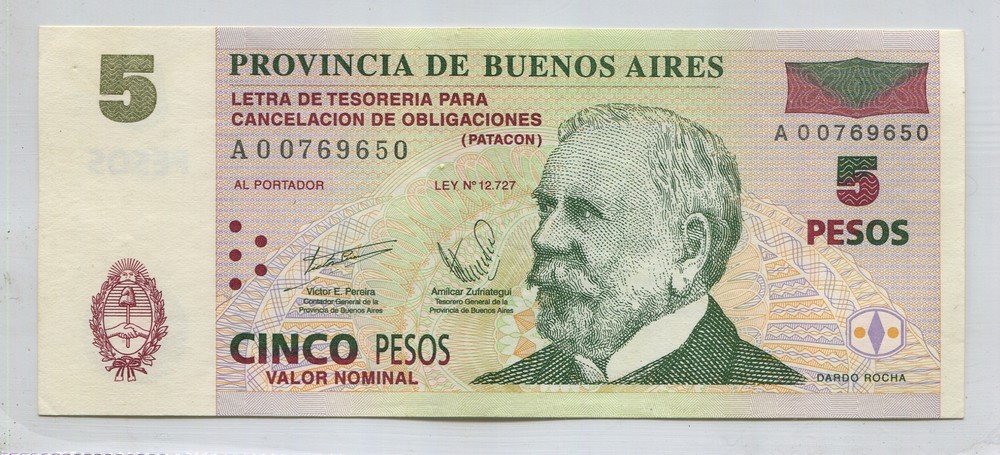 5
PROVINCIA DE BUENOS AIRES
LETRA DE TESORERIA PARA
CANCELACION DE OBLIGACIONES
(PATACON)
A 00769650
A 00769650
AL PORTADOR
LEY Nº 12.727
5
PESOS
Victor E. Pereira
Contador General de la
Provincia de Buenos Aires
Amilcar Zufriategui
Tesorero General de la
Provincia de Buenos Aires
CINCO PESOS
VALOR NOMINAL
DARDO ROCHA